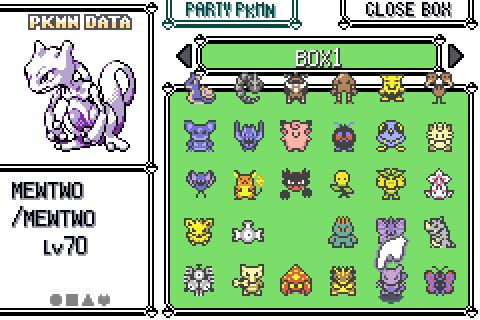 PKMN DATA
PARTY PKMN
CLOSE BOX
BOX1
MEWTWO
/MEWTWO
Lv70